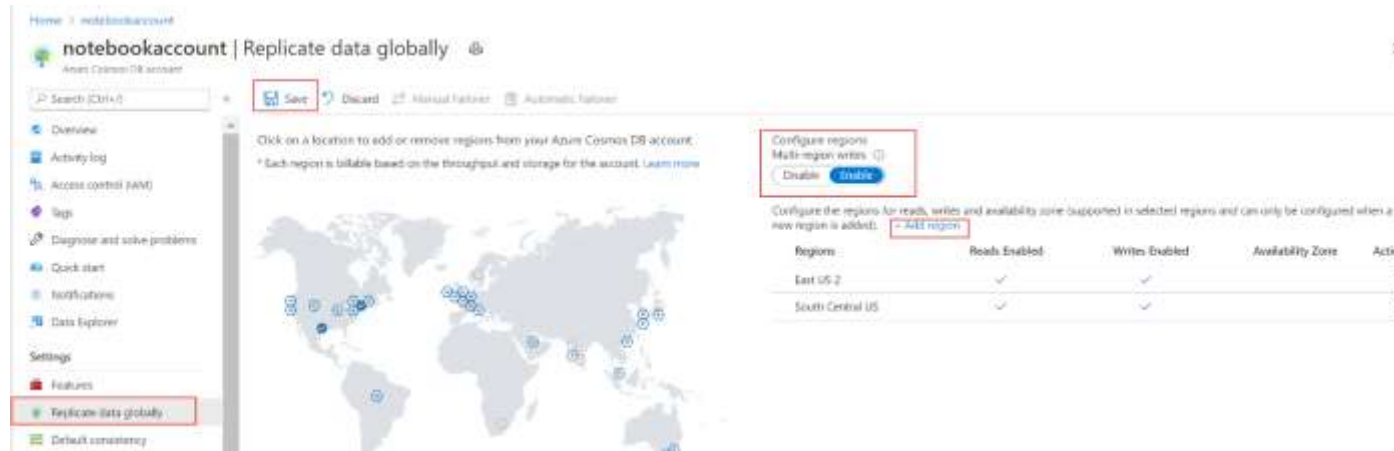 Home > notebookaccount
notebookaccount | Replicate data globally
Azure Cosmos DB account
Search (Ctrl+/)
«
Save
Discard
Manual Failover
Automatic Failover
Overview
Activity log
Access control (IAM)
Tags
Diagnose and solve problems
Quick start
Notifications
Data Explorer
Settings
Features
Replicate data globally
Default consistency
Click on a location to add or remove regions from your Azure Cosmos DB account.
* Each region is billable based on the throughput and storage for the account. Learn more
Configure regions
Multi-region writes
Disable Enable
Configure the regions for reads, writes and availability zone (supported in selected regions and can only be configured when a
new region is added). + Add region
Regions Reads Enabled Writes Enabled Availability Zone Acti
East US 2
South Central US